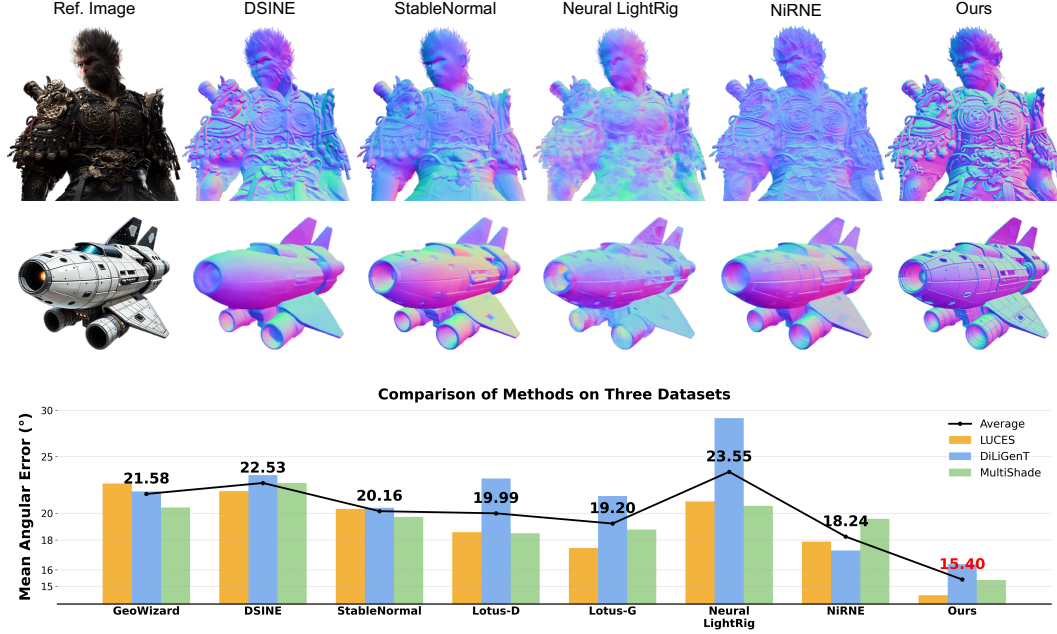 Ref. Image DSINE StableNormal Neural LightRig NiRNE Ours
Comparison of Methods on Three Datasets
Mean Angular Error (°)
30
25
20
18
16
15
Average
LUCES
DiLiGenT
MultiShade
21.58 22.53 20.16 19.99 19.20 23.55 18.24 15.40
GeoWizard DSINE StableNormal Lotus-D Lotus-G Neural LightRig NiRNE Ours